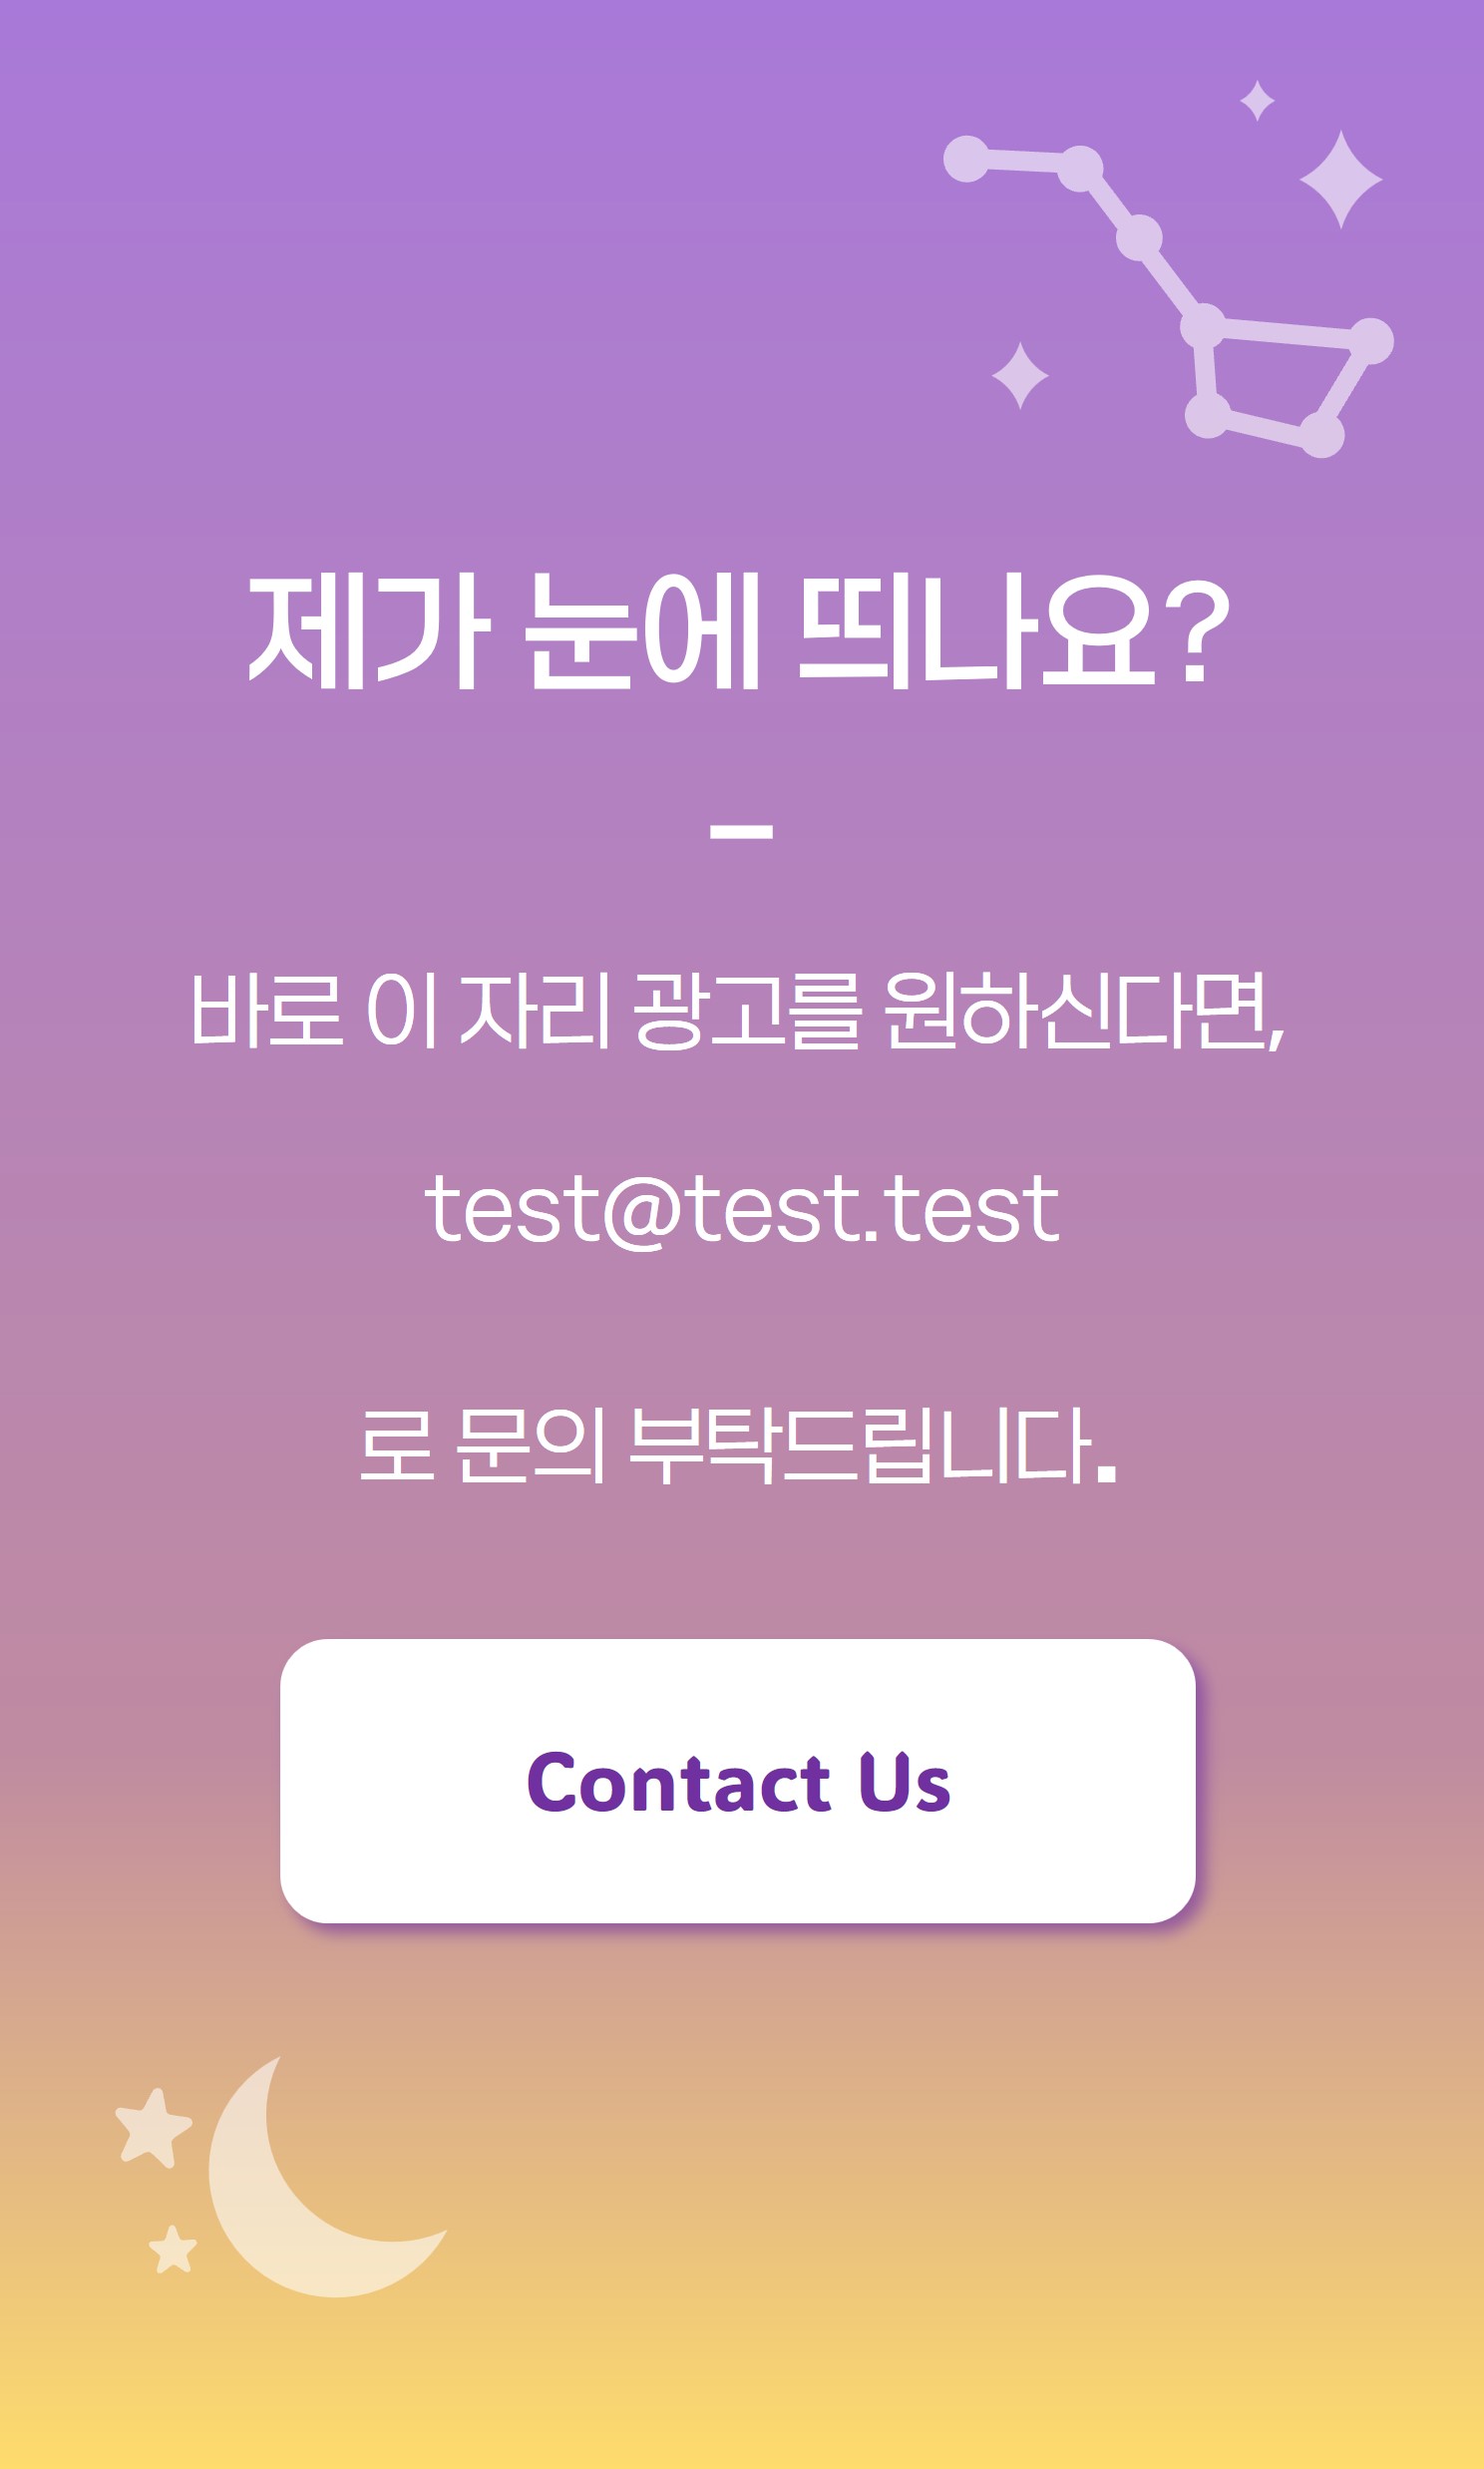 제가 눈에 띄나요?
–
바로 이 자리 광고를 원하신다면,
test@test.test
로 문의 부탁드립니다.
Contact Us